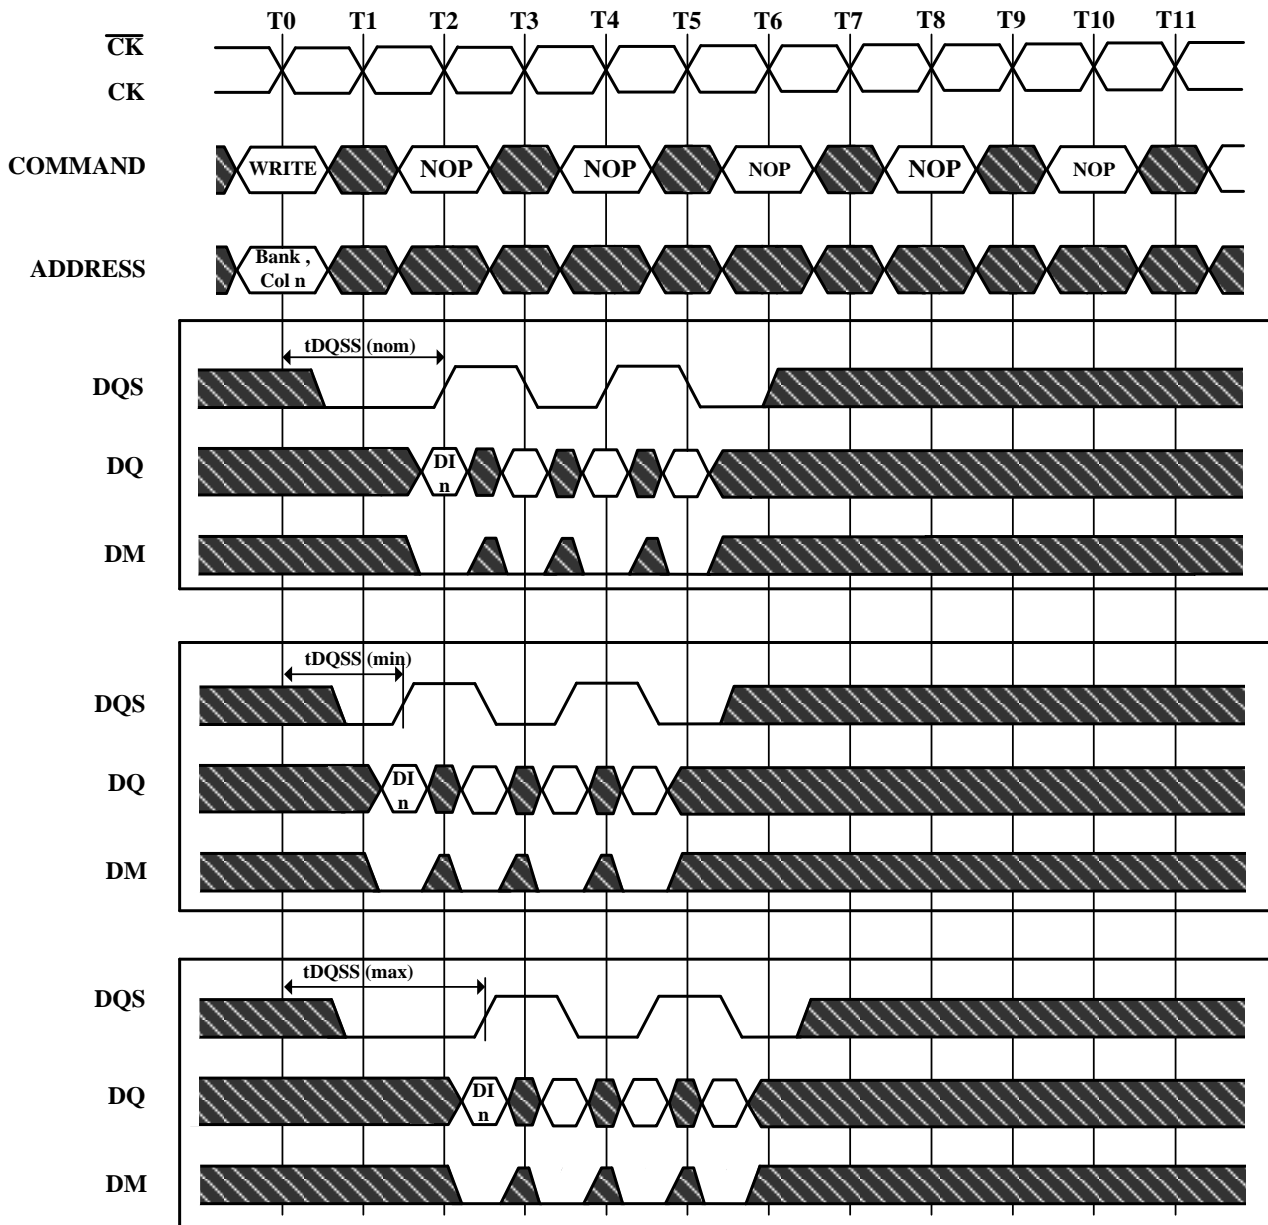 T0 T1 T2 T3 T4 T5 T6 T7 T8 T9 T10 T11
CK
CK
COMMAND WRITE NOP NOP NOP NOP NOP
ADDRESS Bank ,
Col n
tDQSS (nom)
DQS
DQ DI
n
DM
tDQSS (min)
DQS
DQ DI
n
DM
tDQSS (max)
DQS
DQ DI
n
DM